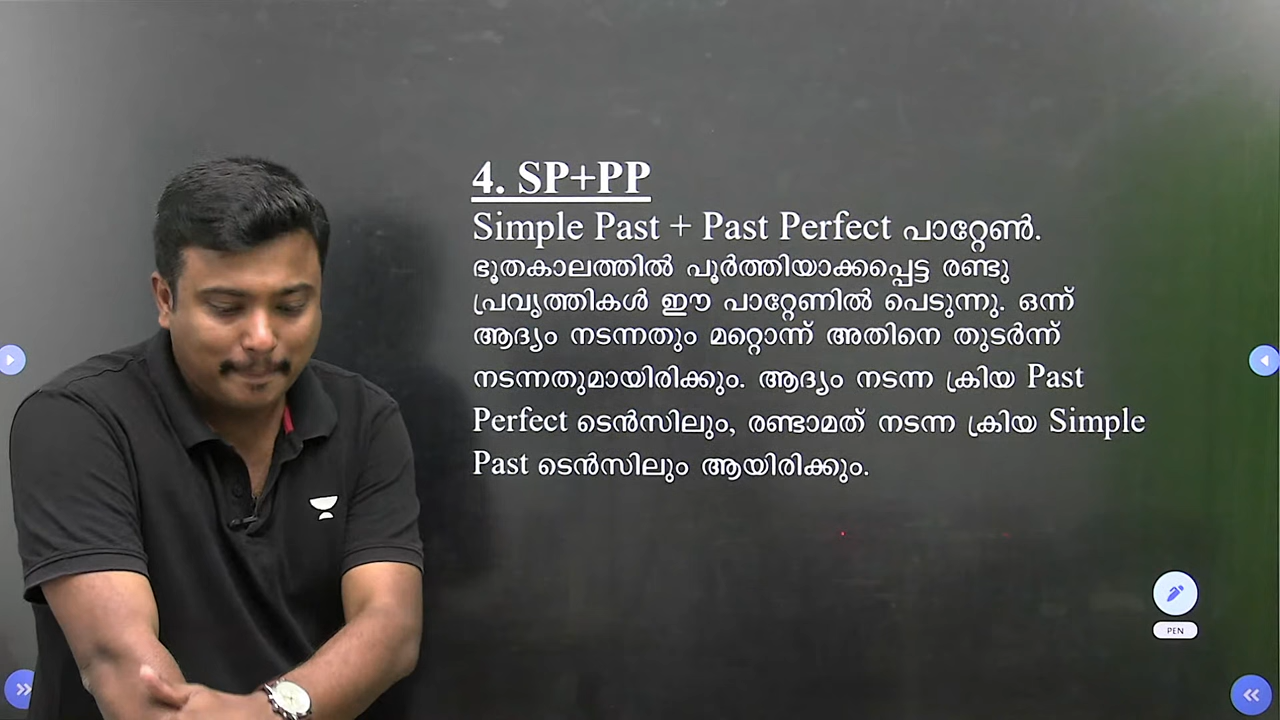 4. SP+PP
Simple Past + Past Perfect പാറ്റേൺ.
ഭൂതകാലത്തിൽ പൂർത്തിയാക്കപ്പെട്ട രണ്ടു
പ്രവൃത്തികൾ ഈ പാറ്റേണിൽ പെടുന്നു. ഒന്ന്
ആദ്യം നടന്നതും മറ്റൊന്ന് അതിനെ തുടർന്ന്
നടന്നതുമായിരിക്കും. ആദ്യം നടന്ന ക്രിയ Past
Perfect ടെൻസിലും, രണ്ടാമത് നടന്ന ക്രിയ Simple
Past ടെൻസിലും ആയിരിക്കും.
PEN